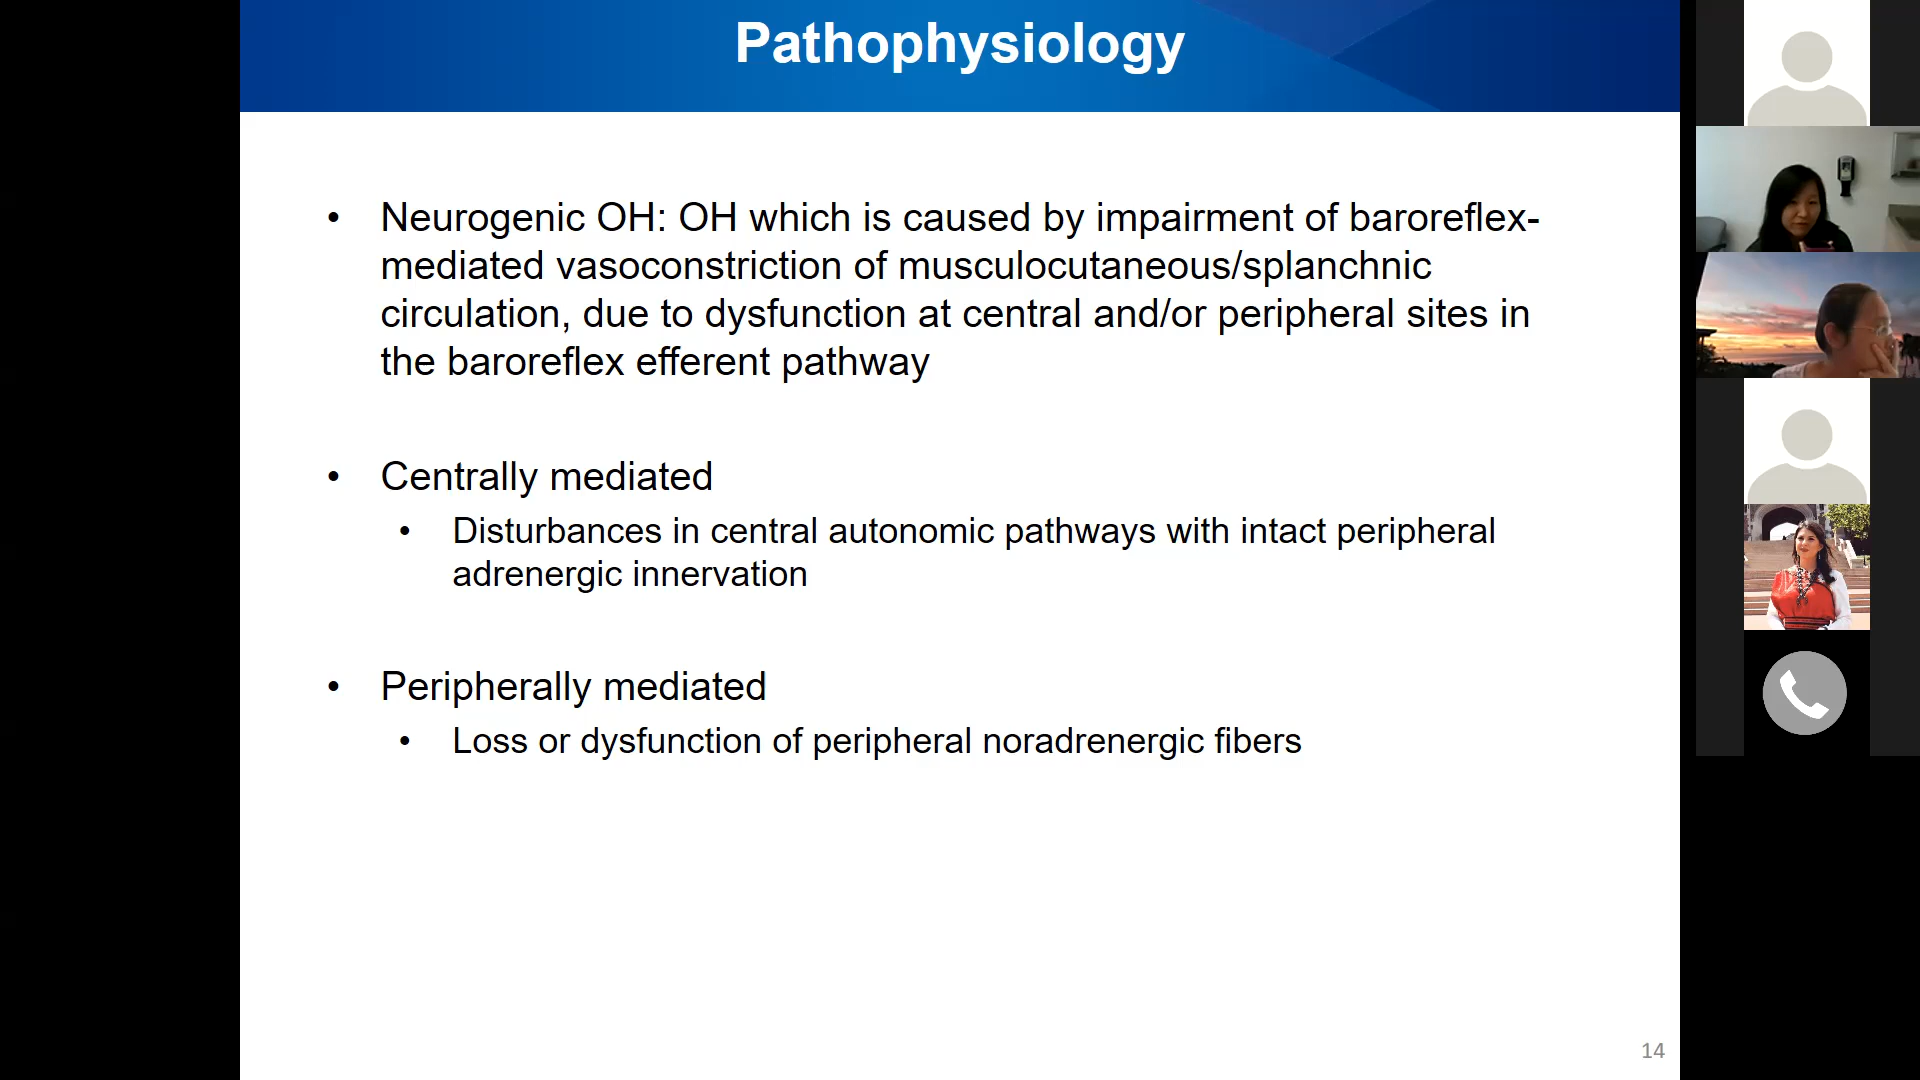 Pathophysiology
• Neurogenic OH: OH which is caused by impairment of baroreflex-
mediated vasoconstriction of musculocutaneous/splanchnic
circulation, due to dysfunction at central and/or peripheral sites in
the baroreflex efferent pathway
• Centrally mediated
• Disturbances in central autonomic pathways with intact peripheral
adrenergic innervation
• Peripherally mediated
• Loss or dysfunction of peripheral noradrenergic fibers
14